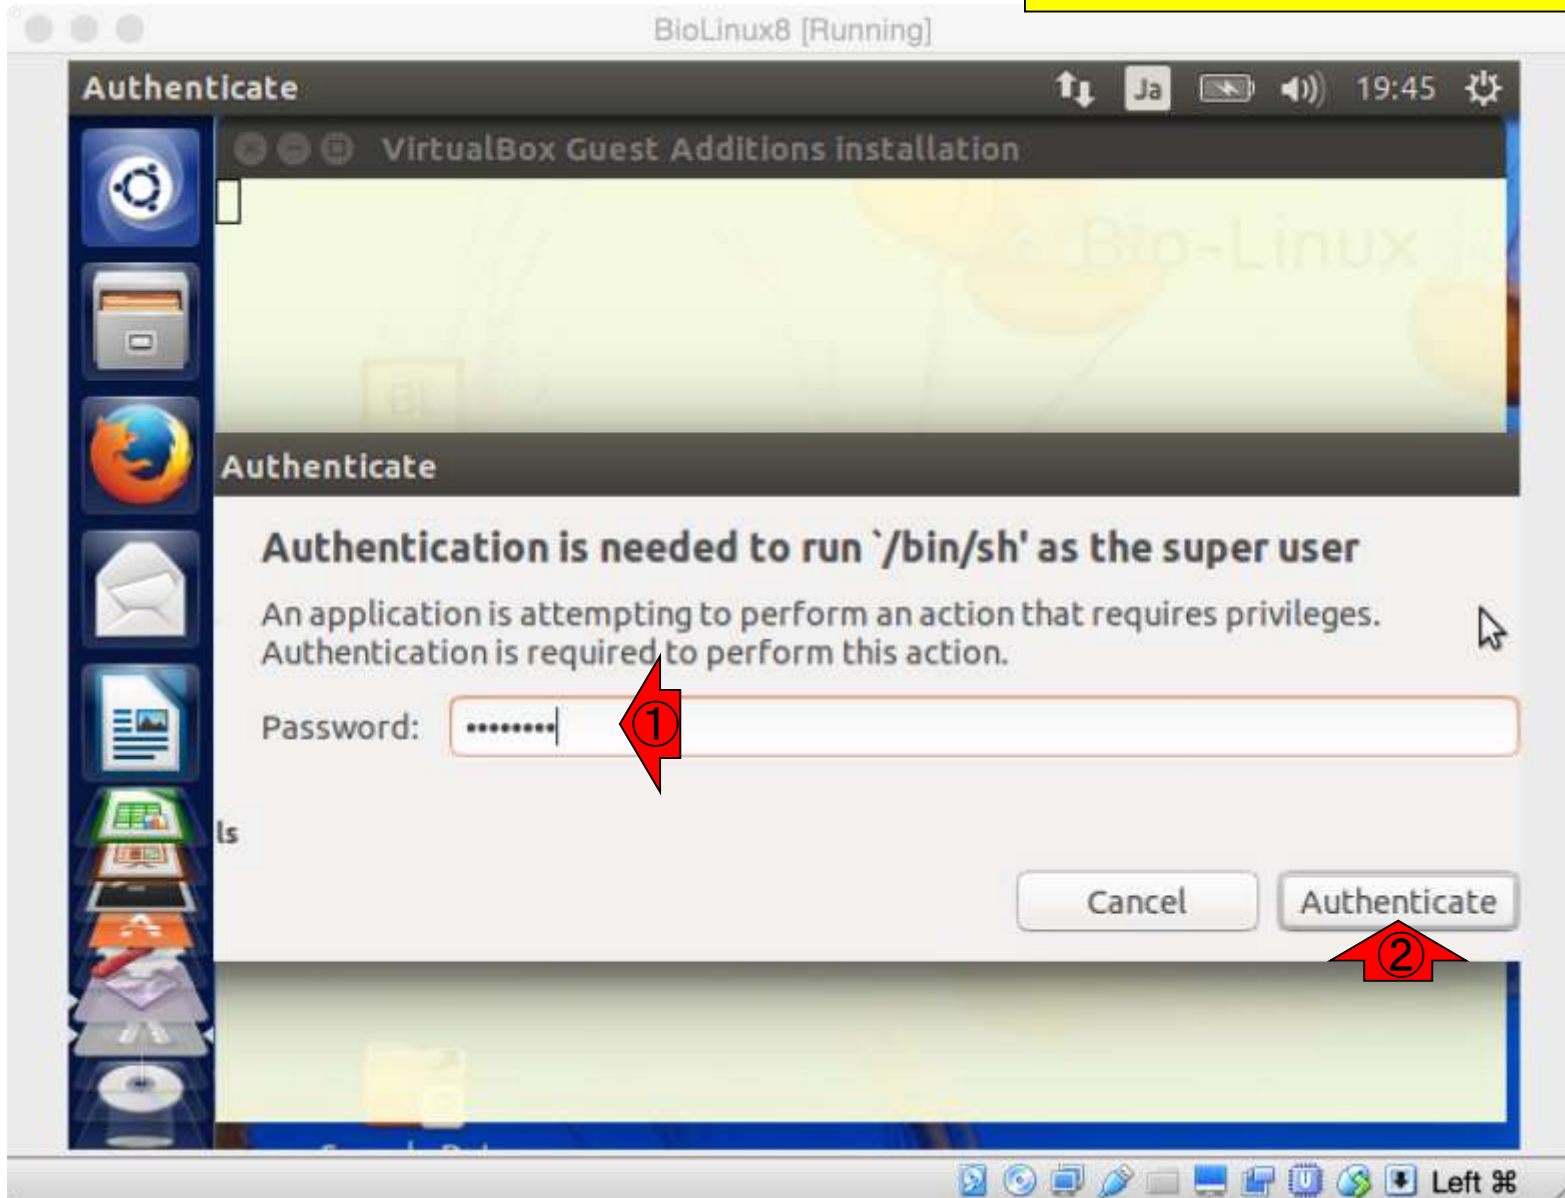 BioLinux8 [Running]
Authenticate
Ja
19:45
VirtualBox Guest Additions installation
Bio-Linux
BL
Authenticate
Authentication is needed to run `/bin/sh' as the super user
An application is attempting to perform an action that requires privileges.
Authentication is required to perform this action.
Password: ••••••••
①
ls
Cancel
Authenticate
②
Left ⌘